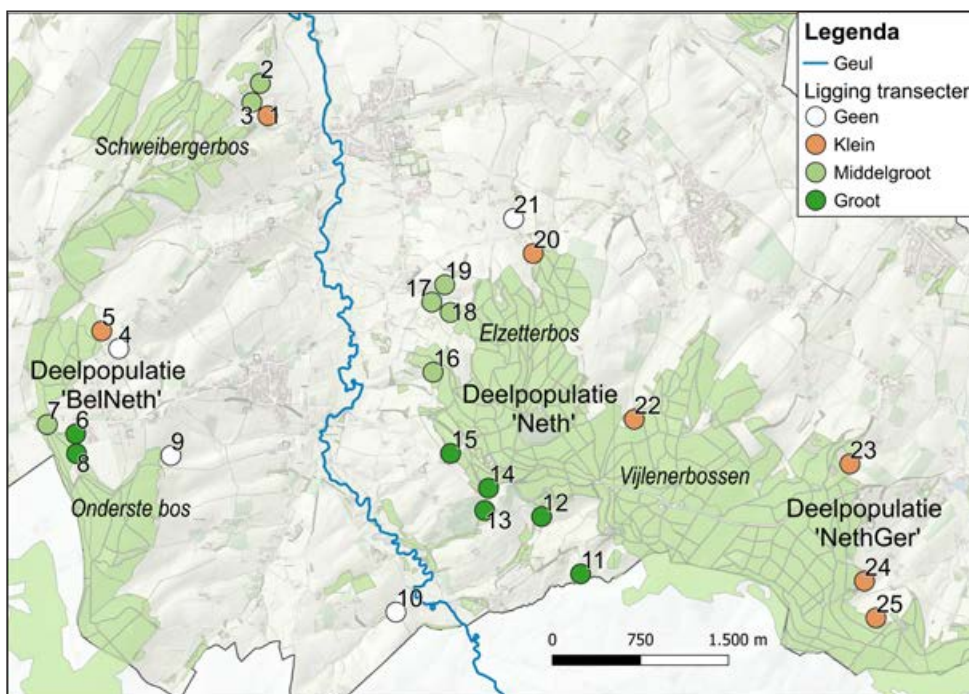 Legenda
Geul
Ligging transecten
Geen
Klein
Middelgroot
Groot
2
3
1
Schweibergerbos
21
20
19
17
18
Elzetterbos
5
4
16
Deelpopulatie
'BelNeth'
Deelpopulatie
'Neth'
7
6
22
8
9
15
23
Vijlenerbossen
14
Onderste bos
13
12
Deelpopulatie
'NethGer'
11
24
10
25
0 750 1.500 m